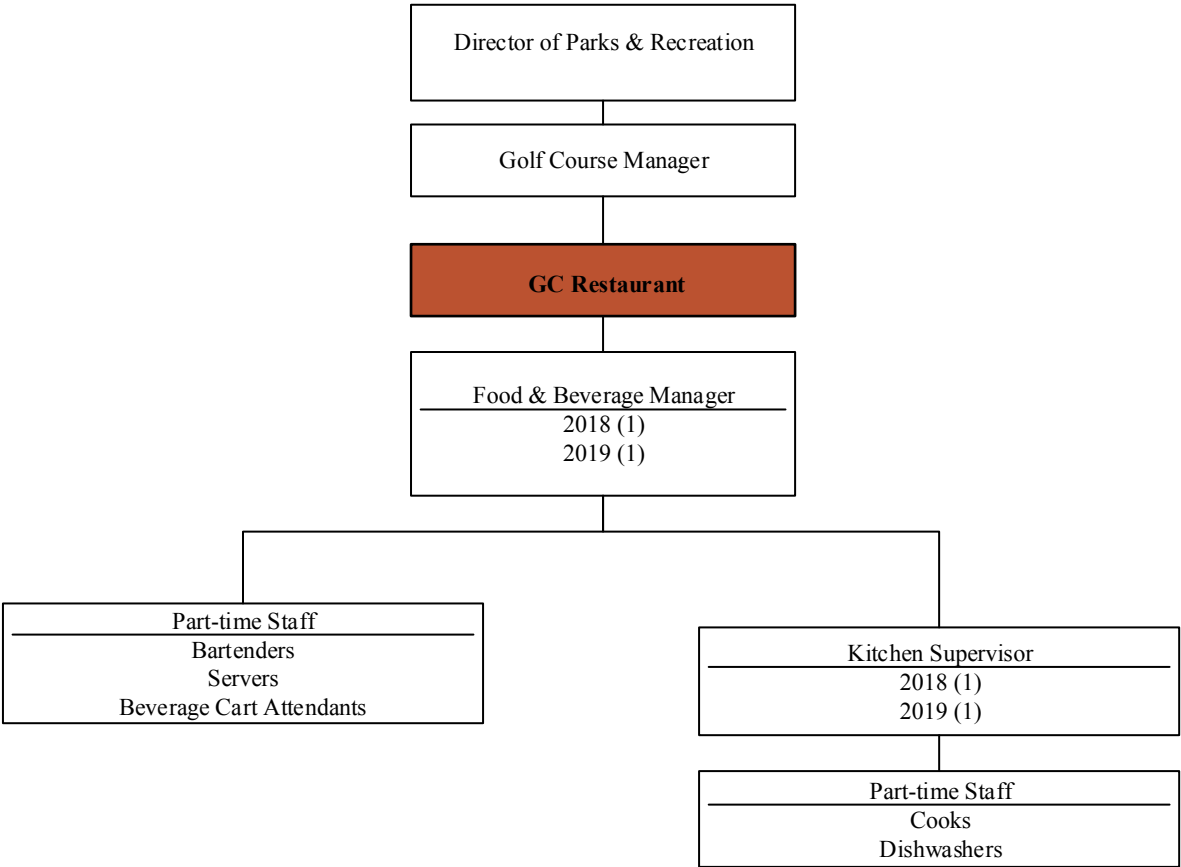 Director of Parks & Recreation
Golf Course Manager
GC Restaurant
Food & Beverage Manager
2018 (1)
2019 (1)
Part-time Staff
Bartenders
Servers
Beverage Cart Attendants
Kitchen Supervisor
2018 (1)
2019 (1)
Part-time Staff
Cooks
Dishwashers